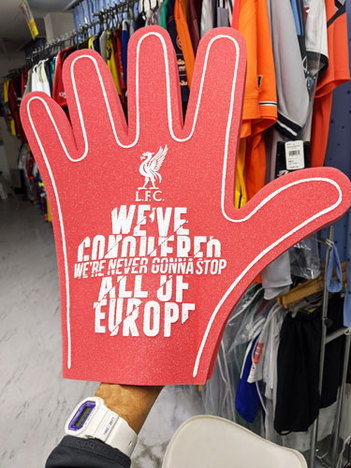 L.F.C.
WE'VE
CONQUERED
WE'RE NEVER GONNA STOP
ALL OF
EUROPE